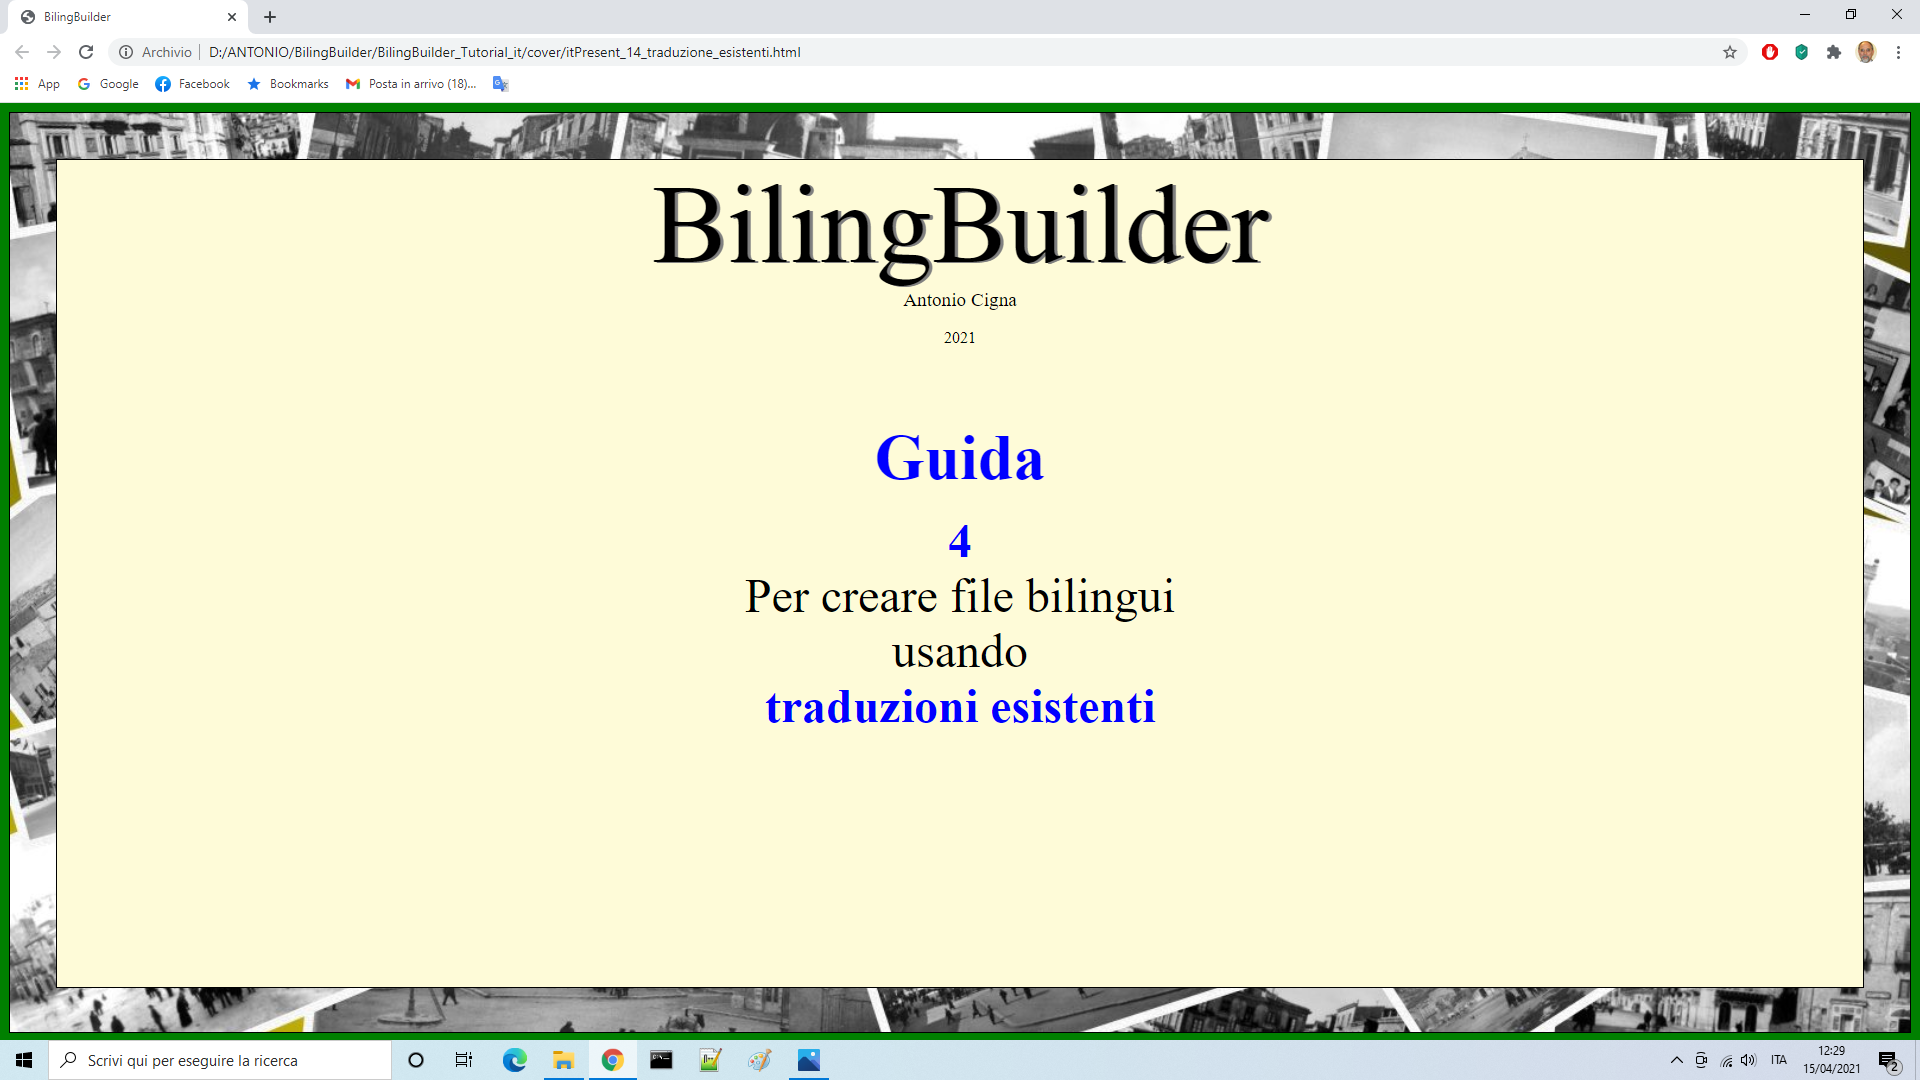 BilingBuilder
Archivio
D:/ANTONIO/BilingBuilder/BilingBuilder_Tutorial_it/cover/itPresent_14_traduzione_esistenti.html
App Google Facebook Bookmarks Posta in arrivo (18)...
BilingBuilder
Antonio Cigna
2021
Guida
4
Per creare file bilingui
usando
traduzioni esistenti
Scrivi qui per eseguire la ricerca
ITA
12:29
15/04/2021
2